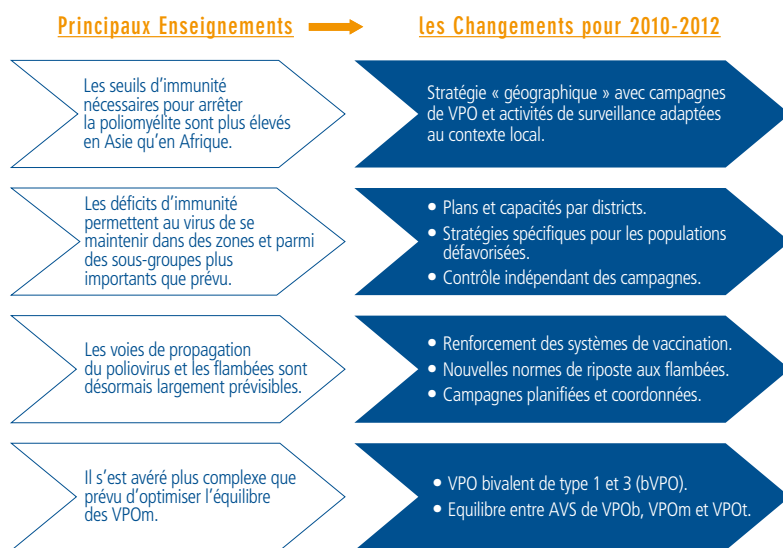 Principaux Enseignements
les Changements pour 2010-2012
Les seuils d'immunité
nécessaires pour arrêter
la poliomyélite sont plus élevés
en Asie qu'en Afrique.
Stratégie « géographique » avec campagnes
de VPO et activités de surveillance adaptées
au contexte local.
Les déficits d'immunité
permettent au virus de se
maintenir dans des zones et parmi
des sous-groupes plus
importants que prévu.
• Plans et capacités par districts.
• Stratégies spécifiques pour les populations
défavorisées.
• Contrôle indépendant des campagnes.
Les voies de propagation
du poliovirus et les flambées sont
désormais largement prévisibles.
• Renforcement des systèmes de vaccination.
• Nouvelles normes de riposte aux flambées.
• Campagnes planifiées et coordonnées.
Il s'est avéré plus complexe que
prévu d'optimiser l'équilibre
des VPOm.
• VPO bivalent de type 1 et 3 (bVPO).
• Equilibre entre AVS de VPOb, VPOm et VPOt.